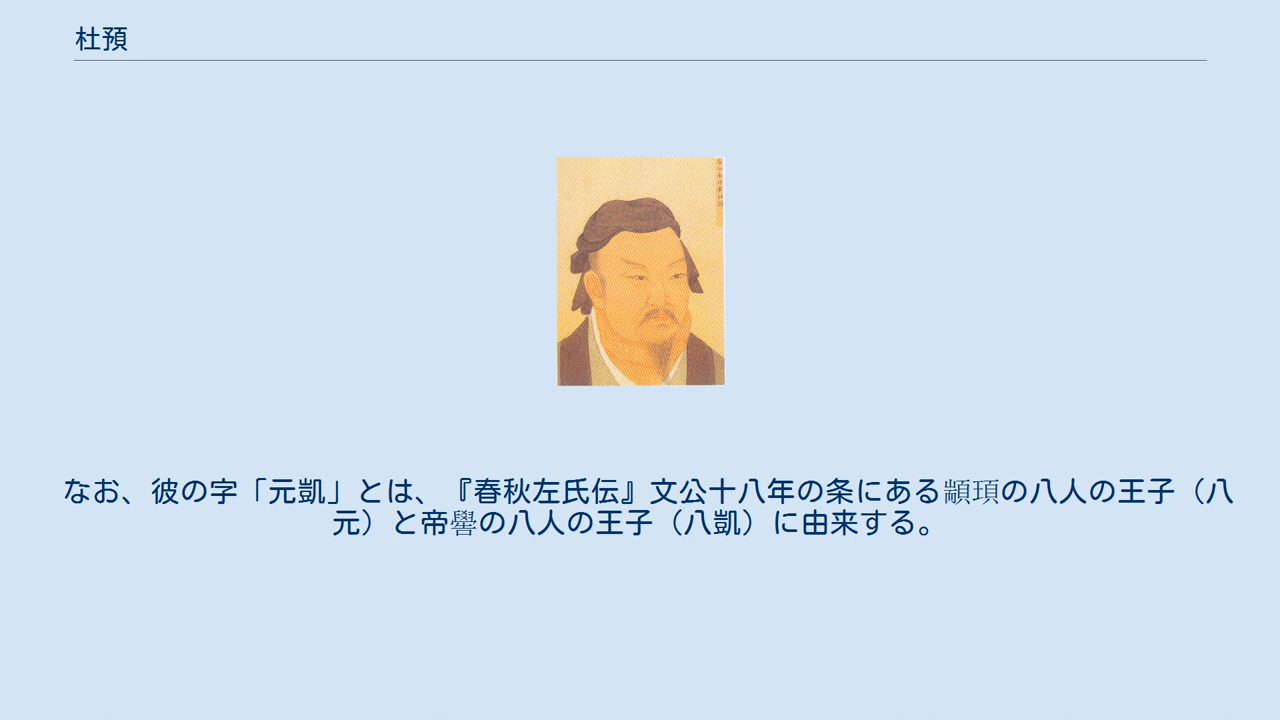 杜預
なお、彼の字「元凱」とは、『春秋左氏伝』文公十八年の条にある顓頊の八人の王子（八
元）と帝嚳の八人の王子（八凱）に由来する。